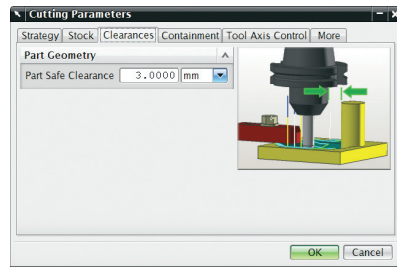 Cutting Parameters
Strategy Stock Clearances Containment Tool Axis Control More
Part Geometry
Part Safe Clearance 3.0000 mm
OK Cancel